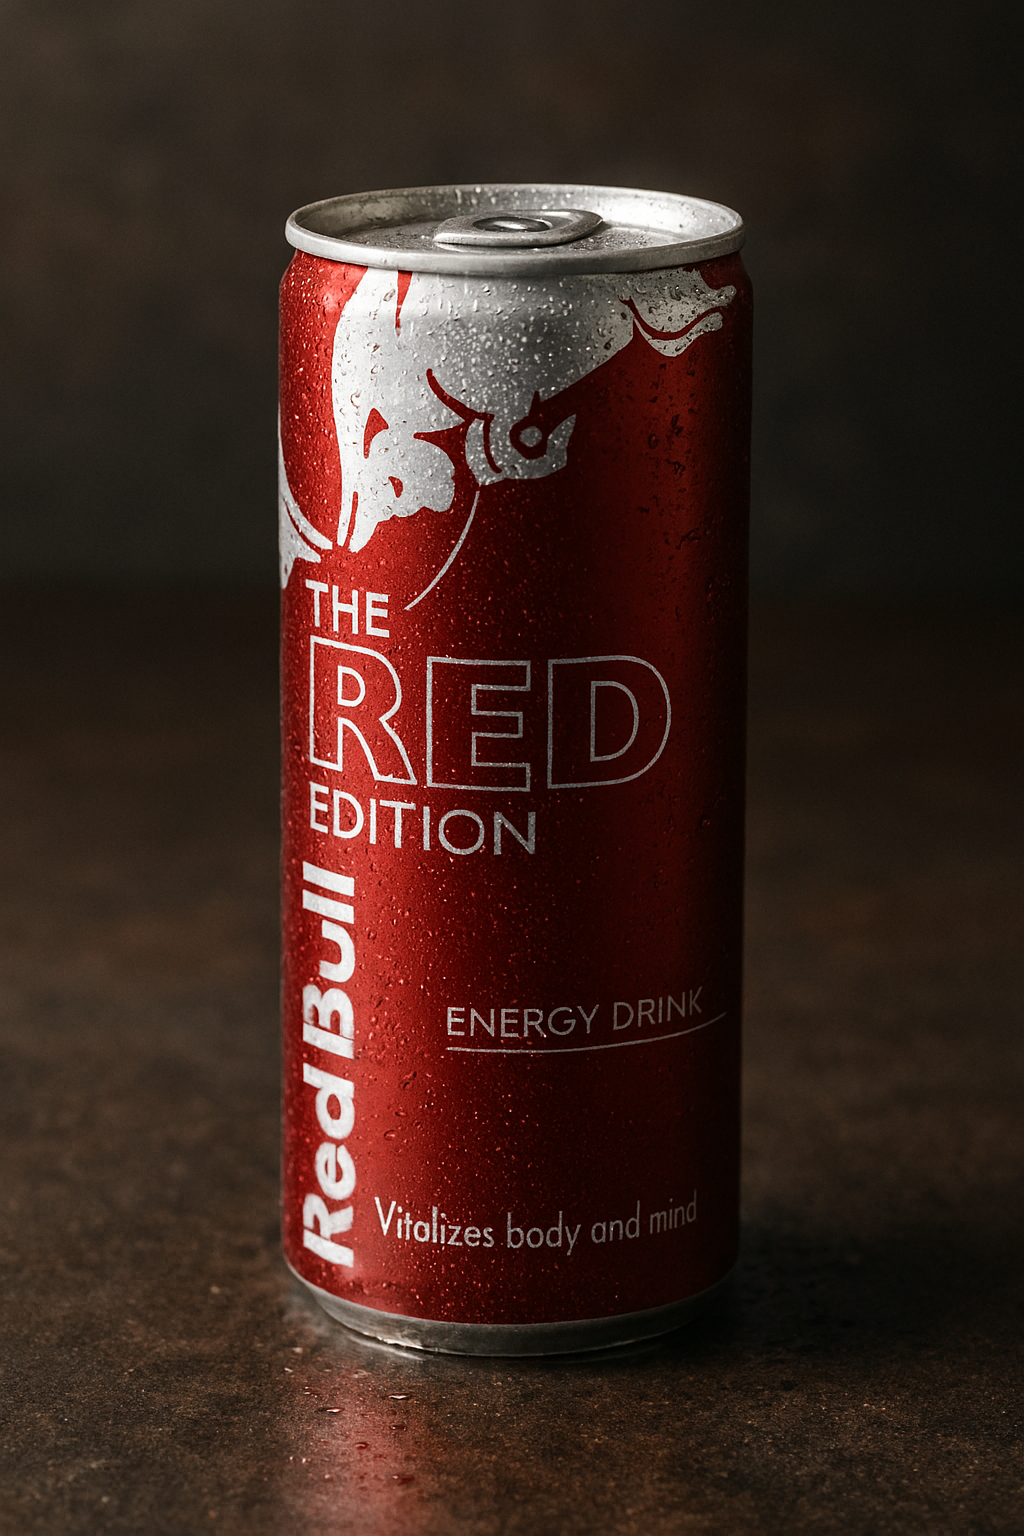 THE
RED
EDITION
Red Bull
ENERGY DRINK
Vitalizes body and mind